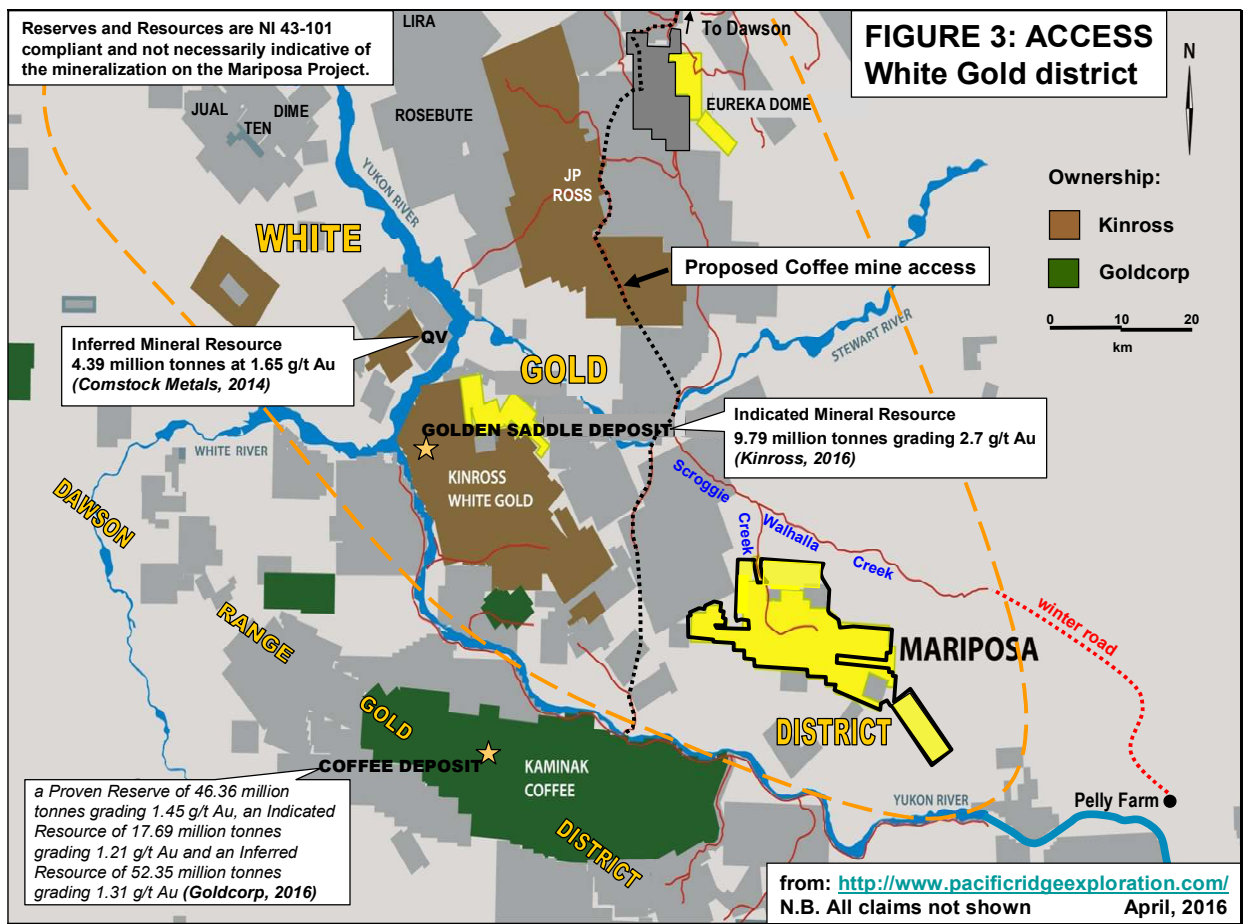 Reserves and Resources are NI 43-101
compliant and not necessarily indicative of
the mineralization on the Mariposa Project.
LIRA
To Dawson
FIGURE 3: ACCESS
White Gold district
N
JUAL
DIME
TEN
ROSEBUTE
EUREKA DOME
YUKON RIVER
JP
ROSS
Ownership:
Kinross
Goldcorp
0 10 20
km
WHITE
Proposed Coffee mine access
STEWART RIVER
Inferred Mineral Resource
4.39 million tonnes at 1.65 g/t Au
(Comstock Metals, 2014)
QV
GOLD
Indicated Mineral Resource
9.79 million tonnes grading 2.7 g/t Au
(Kinross, 2016)
GOLDEN SADDLE DEPOSIT
WHITE RIVER
KINROSS
WHITE GOLD
DAWSON
Scroggie
Creek
Walhalla
Creek
winter road
RANGE
MARIPOSA
GOLD
DISTRICT
COFFEE DEPOSIT
KAMINAK
COFFEE
YUKON RIVER
Pelly Farm
DISTRICT
a Proven Reserve of 46.36 million
tonnes grading 1.45 g/t Au, an Indicated
Resource of 17.69 million tonnes
grading 1.21 g/t Au and an Inferred
Resource of 52.35 million tonnes
grading 1.31 g/t Au (Goldcorp, 2016)
from: http://www.pacificridgeexploration.com/
N.B. All claims not shown April, 2016